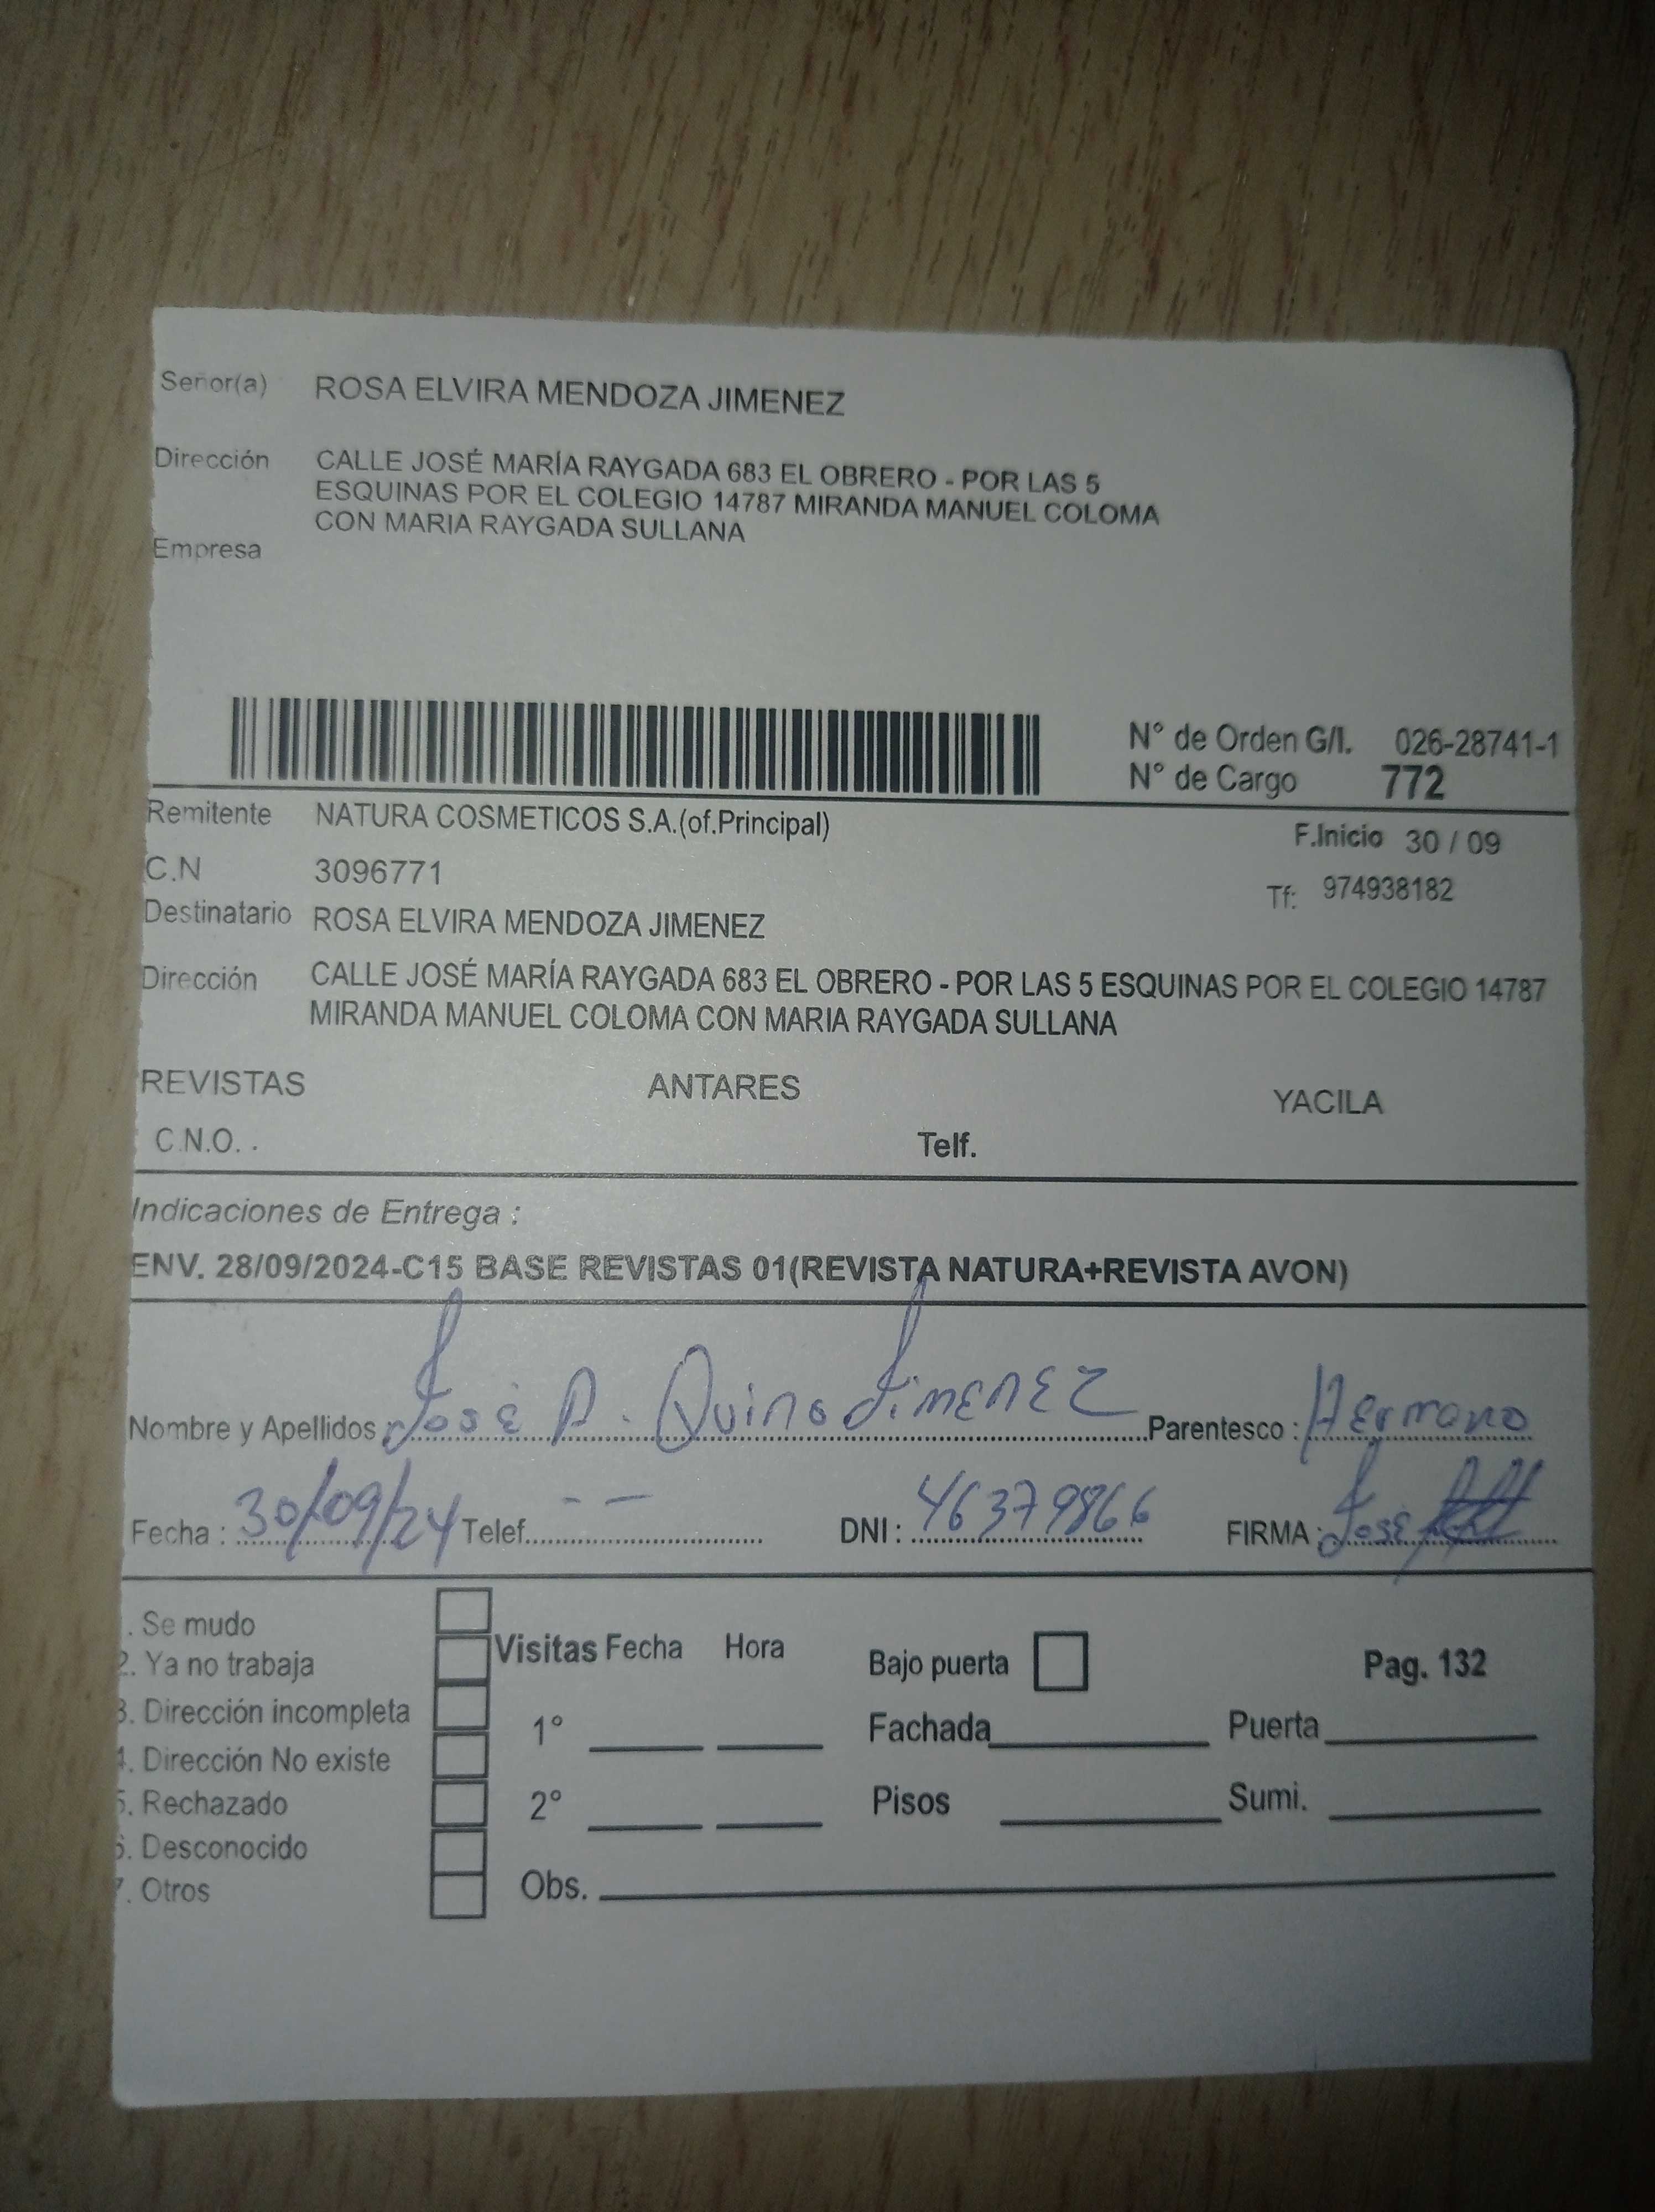 Señor(a) ROSA ELVIRA MENDOZA JIMENEZ
Dirección CALLE JOSÉ MARÍA RAYGADA 683 EL OBRERO - POR LAS 5
ESQUINAS POR EL COLEGIO 14787 MIRANDA MANUEL COLOMA
CON MARIA RAYGADA SULLANA
Empresa
N° de Orden G/I. 026-28741-1
N° de Cargo 772
Remitente NATURA COSMETICOS S.A.(of.Principal) F.Inicio 30 / 09
C.N 3096771 Tf: 974938182
Destinatario ROSA ELVIRA MENDOZA JIMENEZ
Dirección CALLE JOSÉ MARÍA RAYGADA 683 EL OBRERO - POR LAS 5 ESQUINAS POR EL COLEGIO 14787
MIRANDA MANUEL COLOMA CON MARIA RAYGADA SULLANA
REVISTAS ANTARES YACILA
C.N.O. . Telf.
Indicaciones de Entrega :
ENV. 28/09/2024-C15 BASE REVISTAS 01(REVISTA NATURA+REVISTA AVON)
Nombre y Apellidos José A. Quino Jimenez Parentesco : Hermano
Fecha : 30/09/24 Telef. -- DNI : 46379866 FIRMA : José
. Se mudo
2. Ya no trabaja Visitas Fecha Hora Bajo puerta Pag. 132
3. Dirección incompleta 1° Fachada Puerta
4. Dirección No existe
5. Rechazado 2° Pisos Sumi.
6. Desconocido
7. Otros Obs.